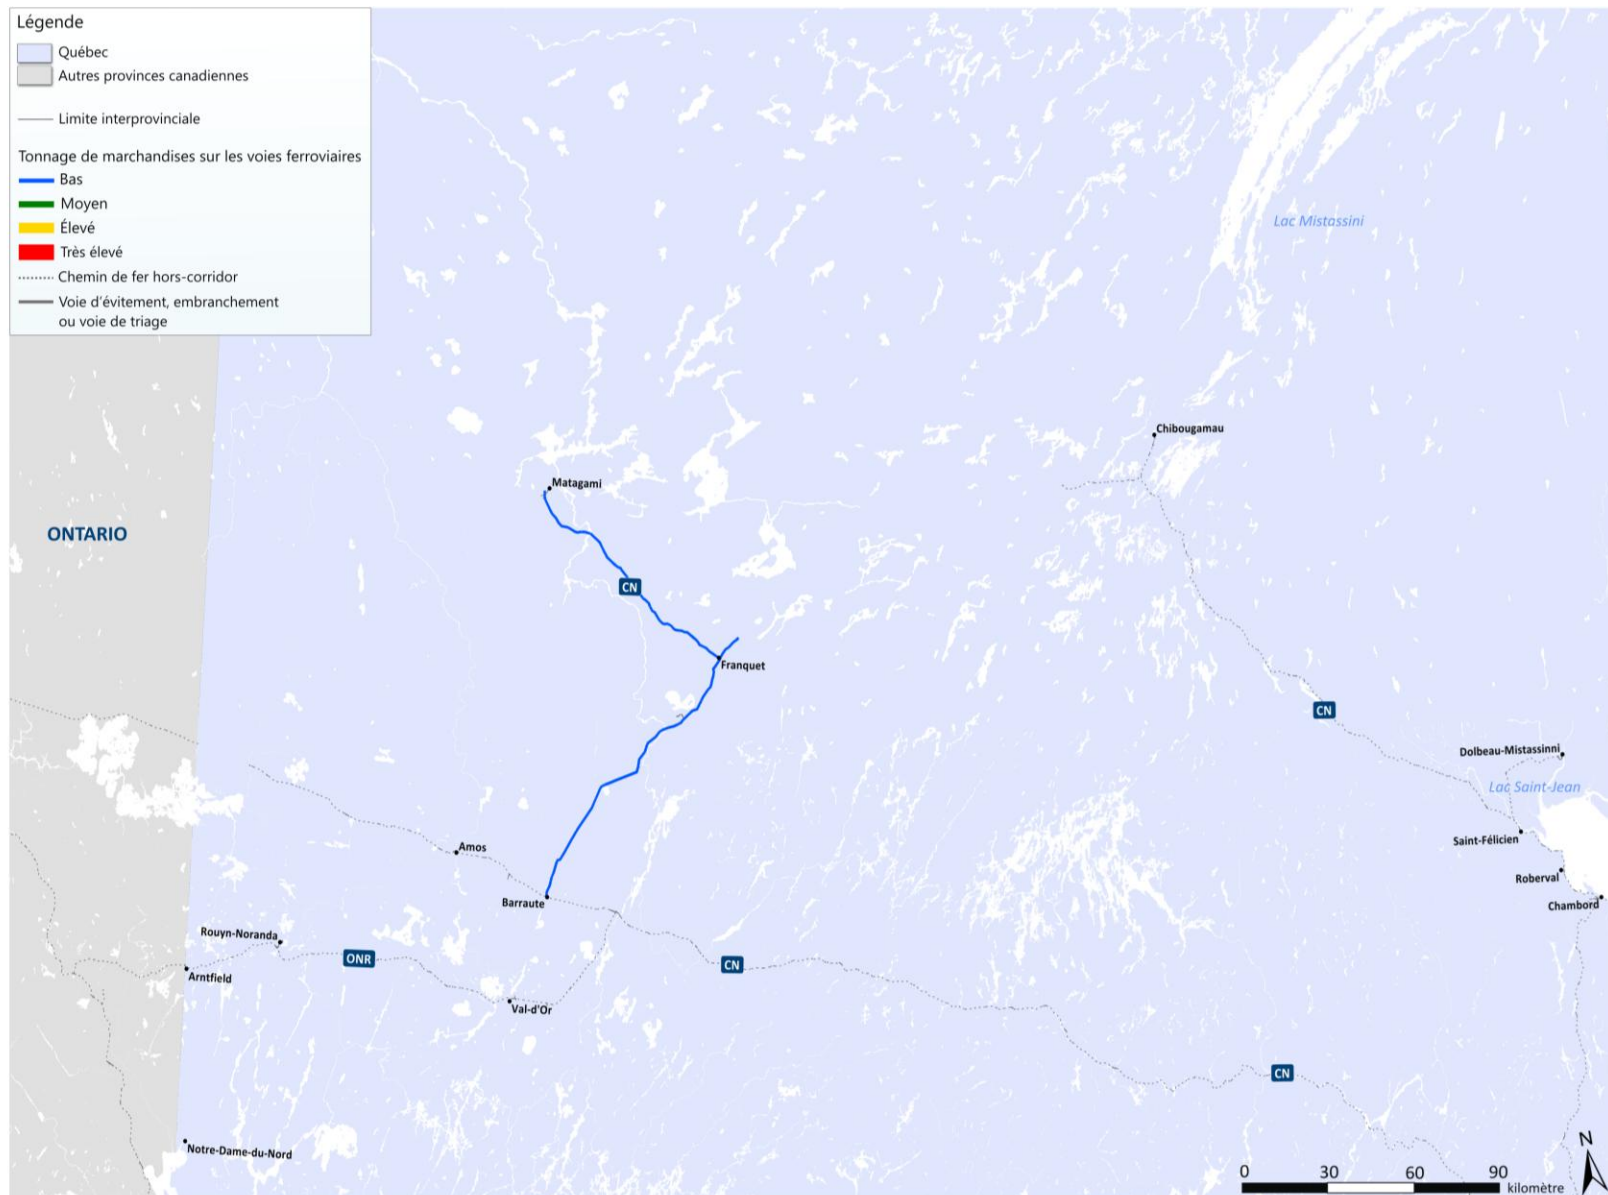 Légende
Québec
Autres provinces canadiennes
Limite interprovinciale
Tonnage de marchandises sur les voies ferroviaires
Bas
Moyen
Élevé
Très élevé
Chemin de fer hors-corridor
Voie d'évitement, embranchement
ou voie de triage
Lac Mistassini
Chibougamau
Matagami
ONTARIO
CN
Franquet
CN
Dolbeau-Mistassinni
Lac Saint-Jean
Saint-Félicien
Amos
Roberval
Barraute
Chambord
Rouyn-Noranda
ONR
CN
Arntfield
Val-d'Or
CN
Notre-Dame-du-Nord
N
0 30 60 90
kilomètre